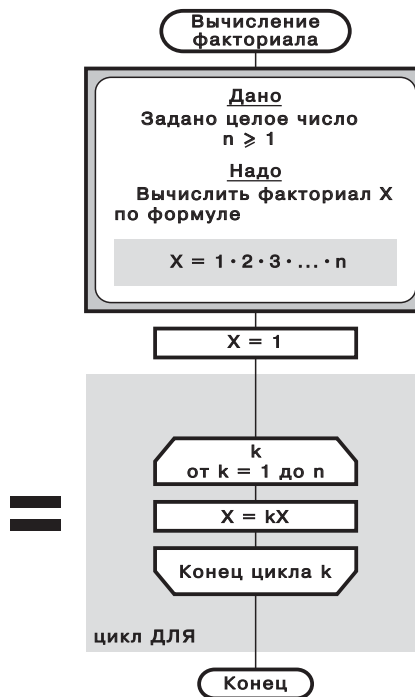 Вычисление
факториала
Дано
Задано целое число
n ⩾ 1
Надо
Вычислить факториал X
по формуле
X = 1 · 2 · 3 · ... · n
X = 1
k
от k = 1 до n
X = kX
Конец цикла k
цикл ДЛЯ
Конец